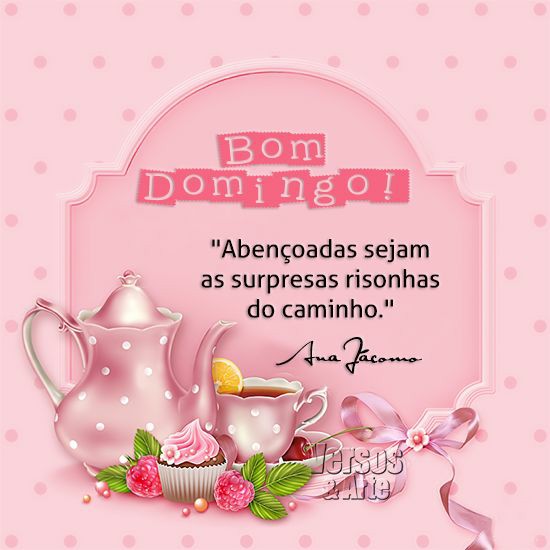 Bom
Domingo!
"Abençoadas sejam
as surpresas risonhas
do caminho."
Ana Jácomo
Versos
& Arte